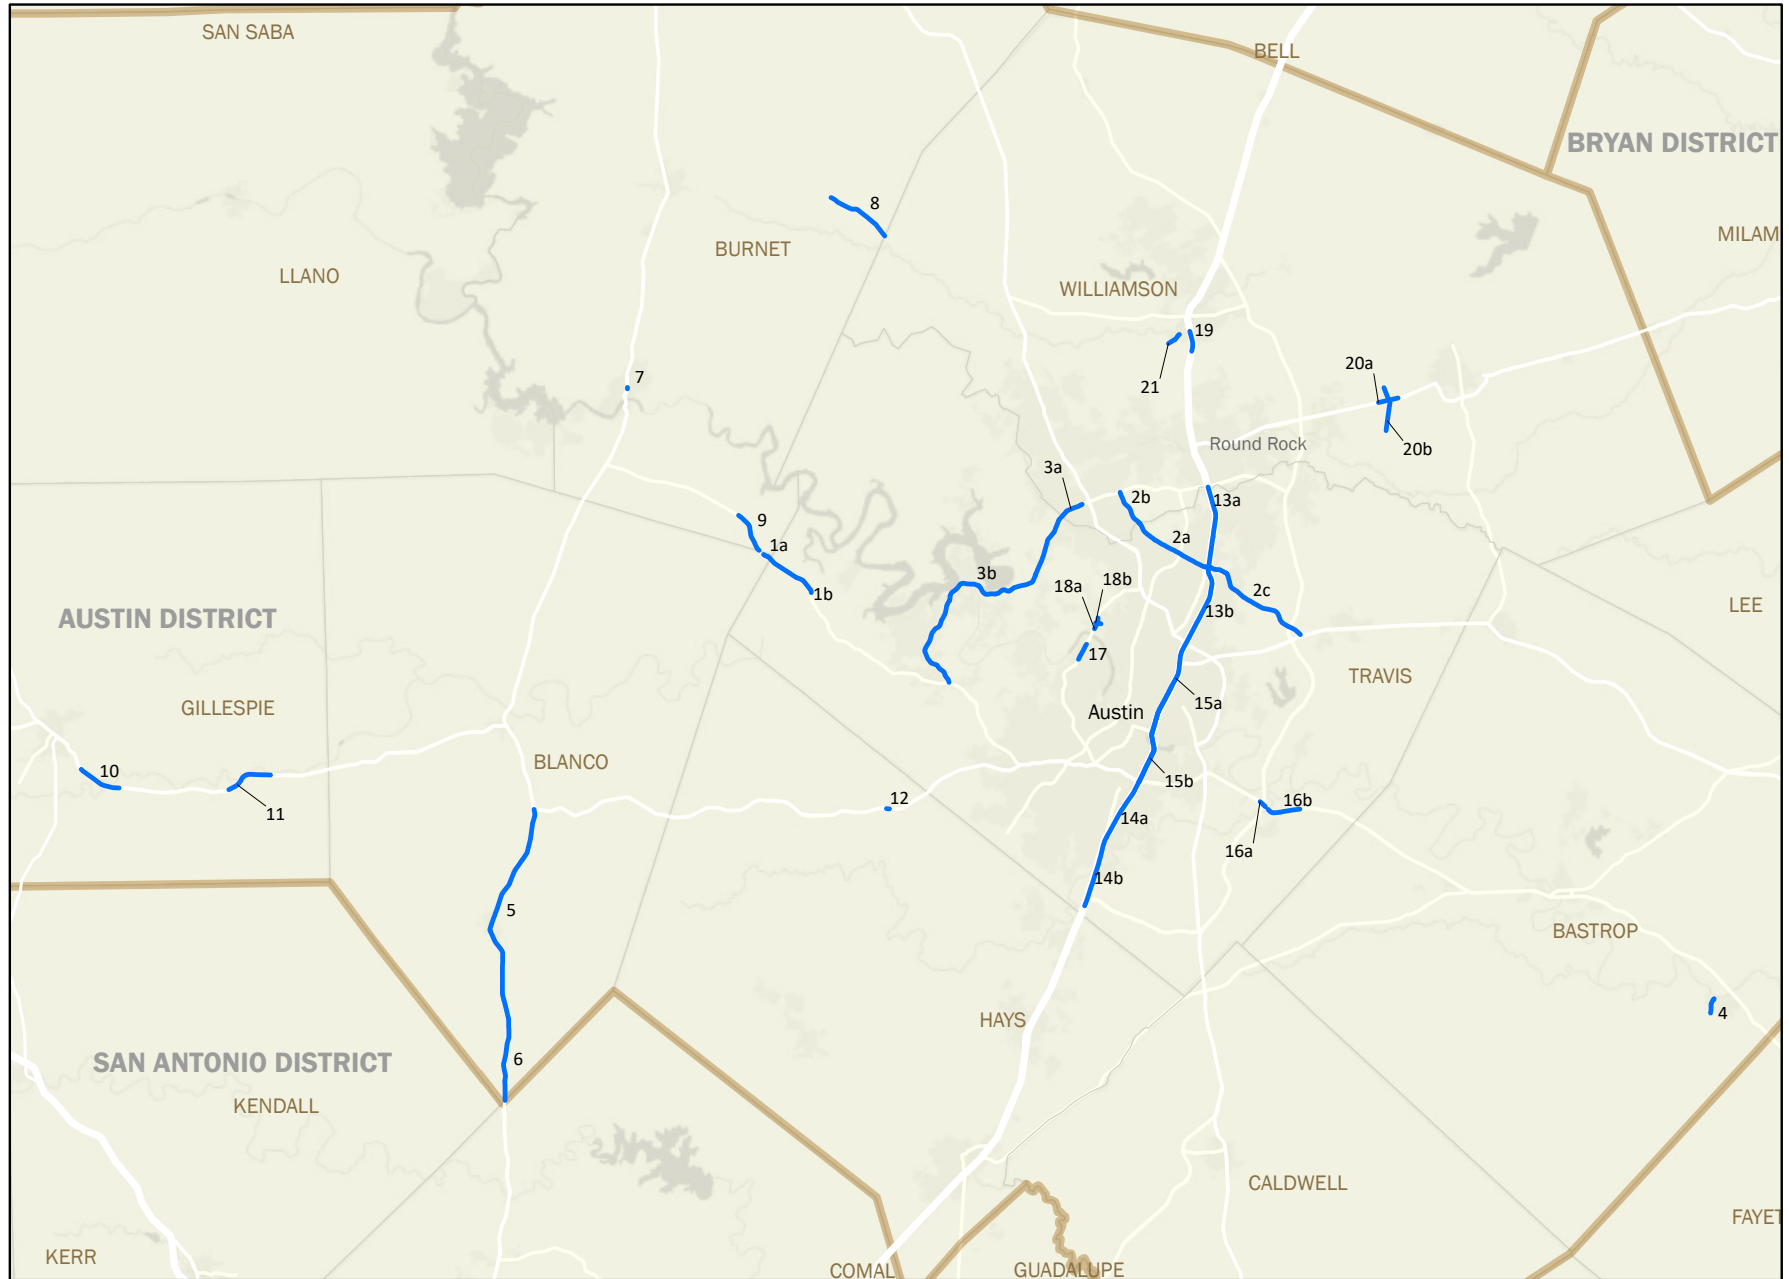 SAN SABA
BELL
BRYAN DISTRICT
MILAM
8
BURNET
LLANO
WILLIAMSON
19
21
20a
7
Round Rock
20b
3a
2b
13a
9
2a
1a
3b
18b
18a
2c
1b
13b
AUSTIN DISTRICT
LEE
17
TRAVIS
15a
GILLESPIE
Austin
BLANCO
10
15b
12
16b
11
14a
16a
14b
5
BASTROP
4
HAYS
6
SAN ANTONIO DISTRICT
KENDALL
CALDWELL
FAYET
KERR
COMAL
GUADALUPE